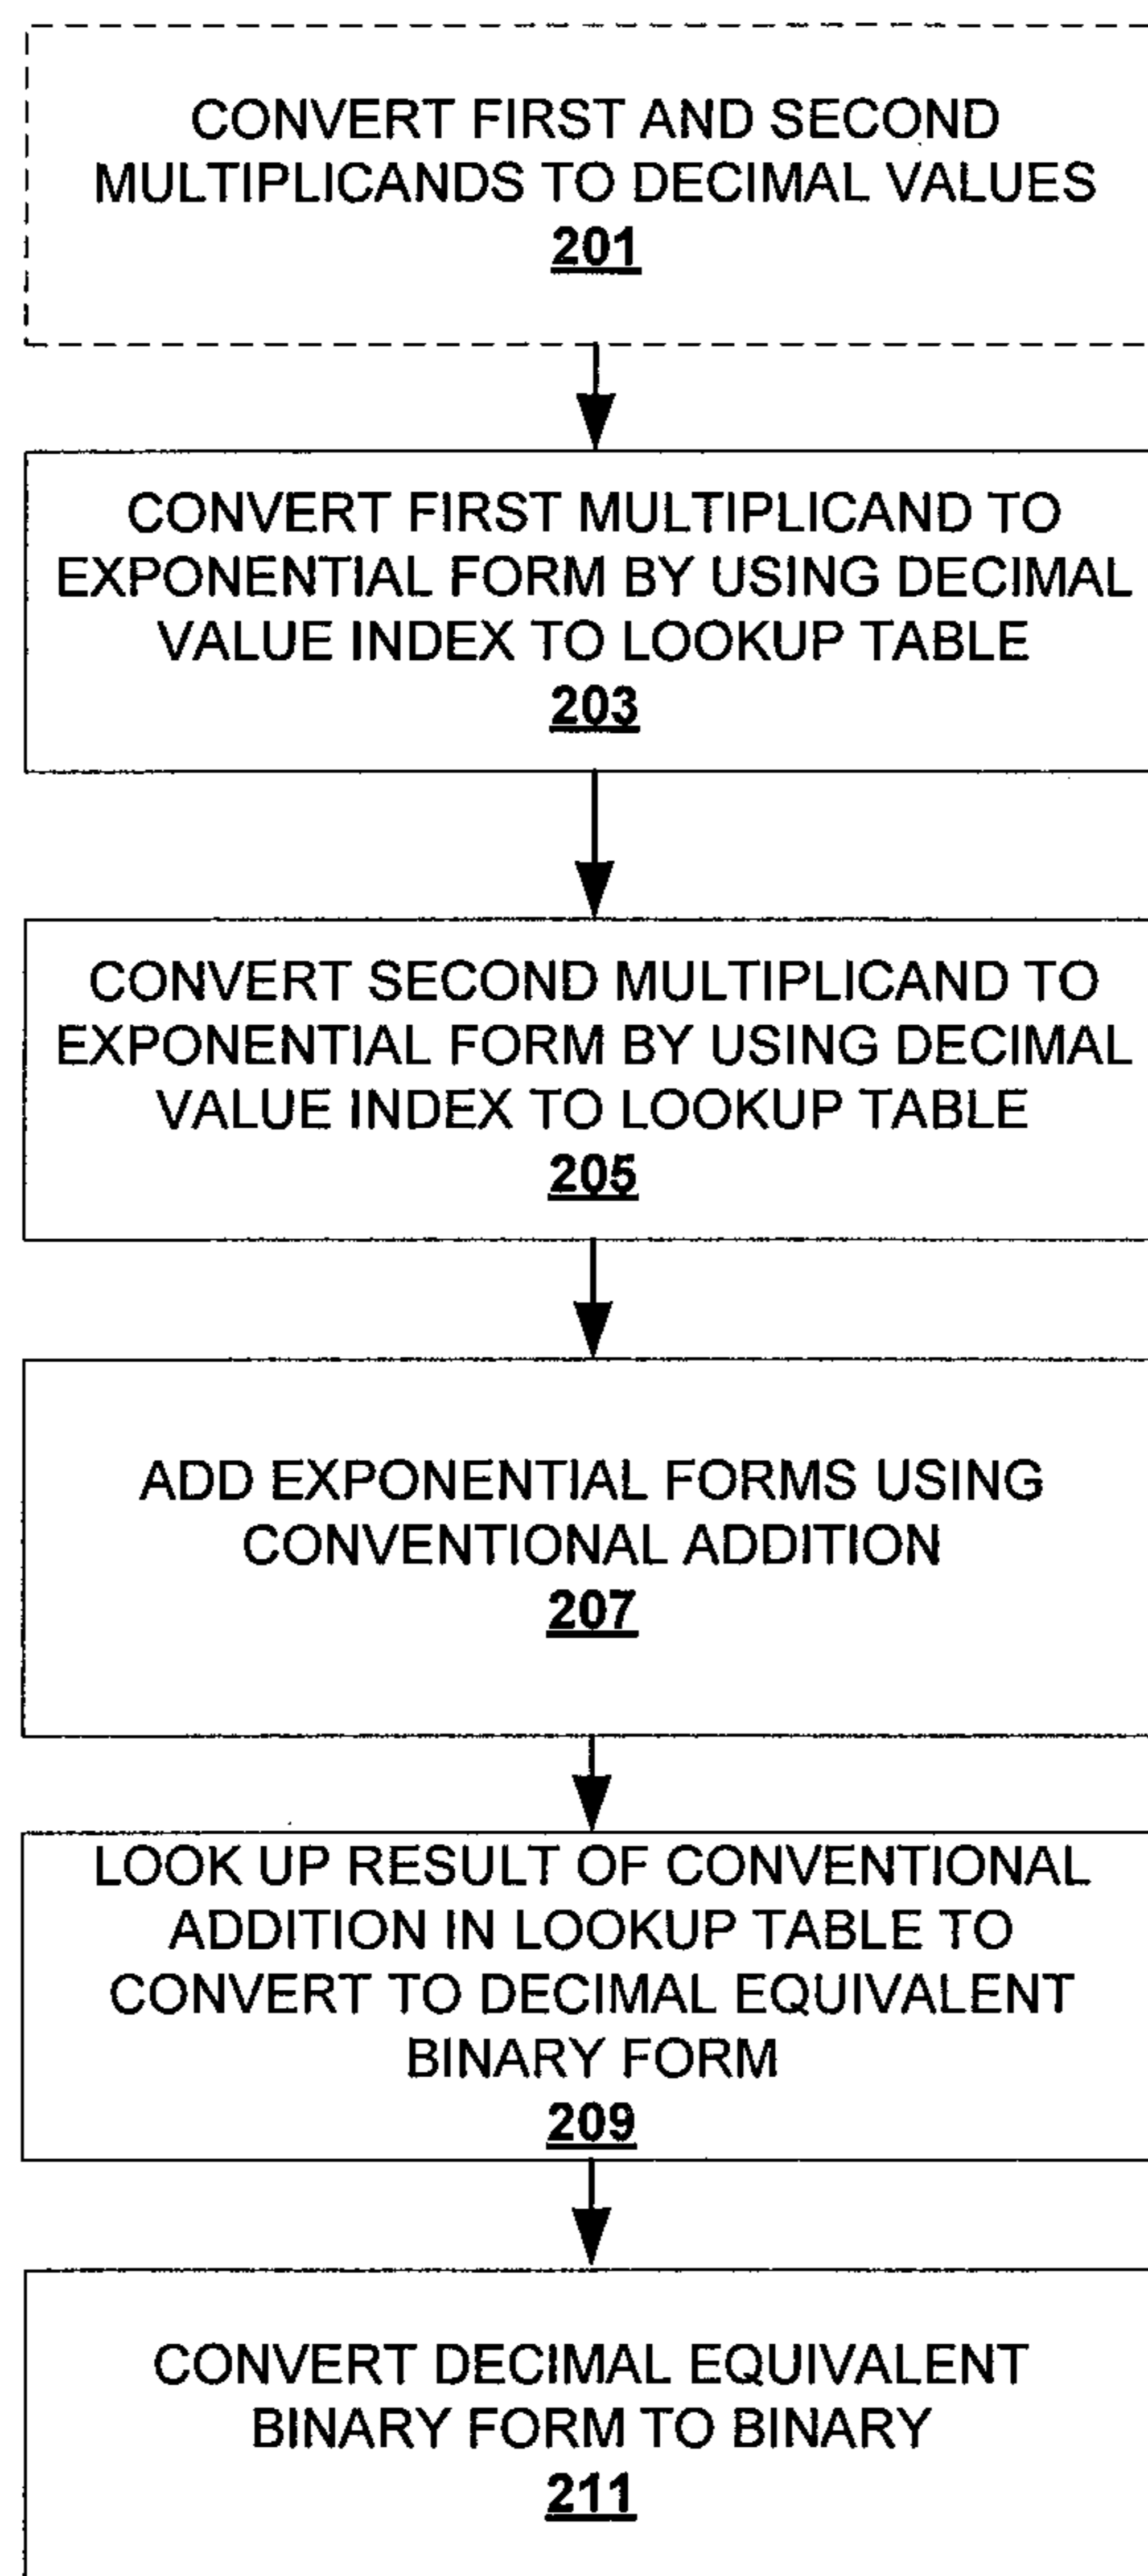 CONVERT FIRST AND SECOND
MULTIPLICANDS TO DECIMAL VALUES
201
CONVERT FIRST MULTIPLICAND TO
EXPONENTIAL FORM BY USING DECIMAL
VALUE INDEX TO LOOKUP TABLE
203
CONVERT SECOND MULTIPLICAND TO
EXPONENTIAL FORM BY USING DECIMAL
VALUE INDEX TO LOOKUP TABLE
205
ADD EXPONENTIAL FORMS USING
CONVENTIONAL ADDITION
207
LOOK UP RESULT OF CONVENTIONAL
ADDITION IN LOOKUP TABLE TO
CONVERT TO DECIMAL EQUIVALENT
BINARY FORM
209
CONVERT DECIMAL EQUIVALENT
BINARY FORM TO BINARY
211